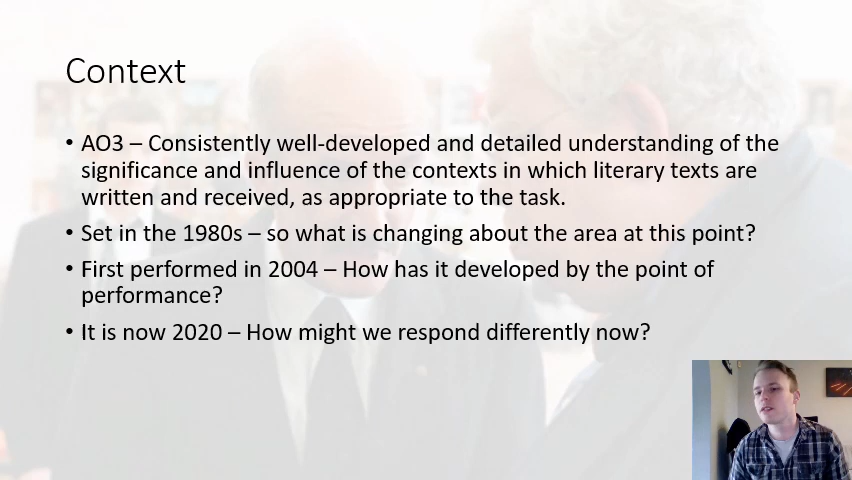 Context
• AO3 – Consistently well-developed and detailed understanding of the
significance and influence of the contexts in which literary texts are
written and received, as appropriate to the task.
• Set in the 1980s – so what is changing about the area at this point?
• First performed in 2004 – How has it developed by the point of
performance?
• It is now 2020 – How might we respond differently now?